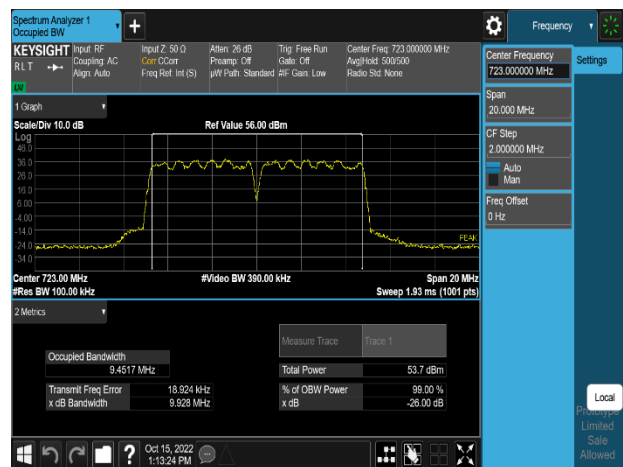 Spectrum Analyzer 1
Occupied BW
Frequency
KEYSIGHT
RLT
Input: RF
Coupling: AC
Align: Auto
Input Z: 50 Ω
Corr CCorr
Freq Ref: Int (S)
Atten: 26 dB
Preamp: Off
µW Path: Standard
Trig: Free Run
Gate: Off
#IF Gain: Low
Center Freq: 723.000000 MHz
Avg|Hold: 500/500
Radio Std: None
Center Frequency
723.000000 MHz
Settings
Span
20.000 MHz
CF Step
2.000000 MHz
Auto
Man
Freq Offset
0 Hz
1 Graph
Scale/Div 10.0 dB
Ref Value 56.00 dBm
Log
46.0
36.0
26.0
16.0
6.00
-4.00
-14.0
-24.0
-34.0
PEAK
Center 723.00 MHz
#Video BW 390.00 kHz
Span 20 MHz
#Res BW 100.00 kHz
Sweep 1.93 ms (1001 pts)
2 Metrics
Measure Trace
Trace 1
Occupied Bandwidth
9.4517 MHz
Total Power
53.7 dBm
Transmit Freq Error
18.924 kHz
% of OBW Power
99.00 %
x dB Bandwidth
9.928 MHz
x dB
-26.00 dB
Local
Prototype
Limited
Sale
Allowed
?
Oct 15, 2022
1:13:24 PM